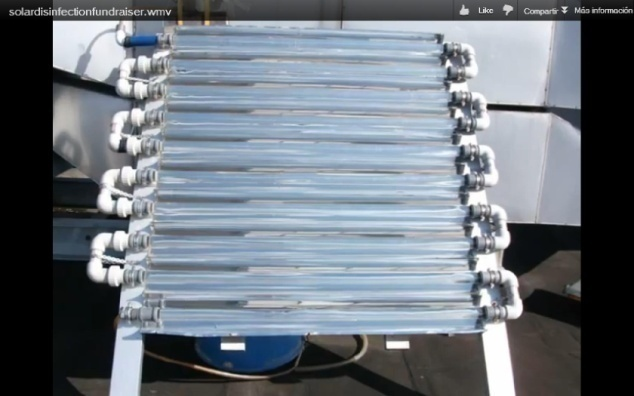 solardisinfectionfundraiser.wmv
Like
Compartir
Más información